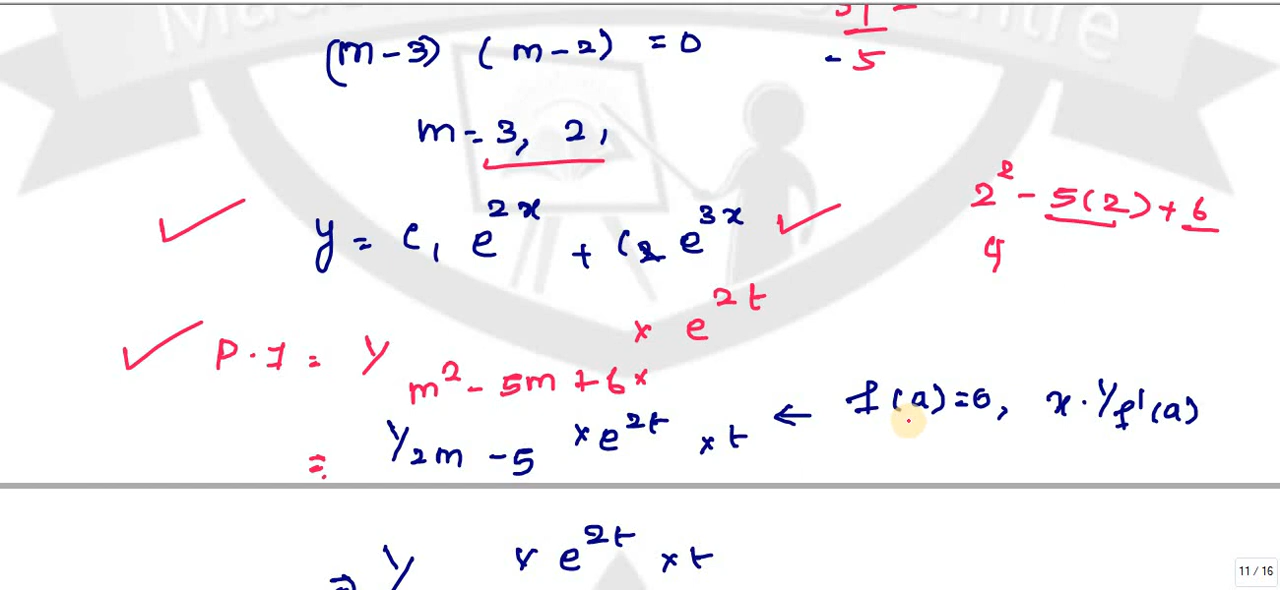 (m-3) (m-2) = 0
- 5
m = 3, 2,
2² - 5(2) + 6
4
y = c₁ e^2x + c₂ e^3x
P.I = 1/ m² - 5m + 6 × e^2t
= 1/2m - 5 × e^2t × t ← f(a)=0, x · 1/f'(a)
= 1/ × e^2t × t
11 / 16